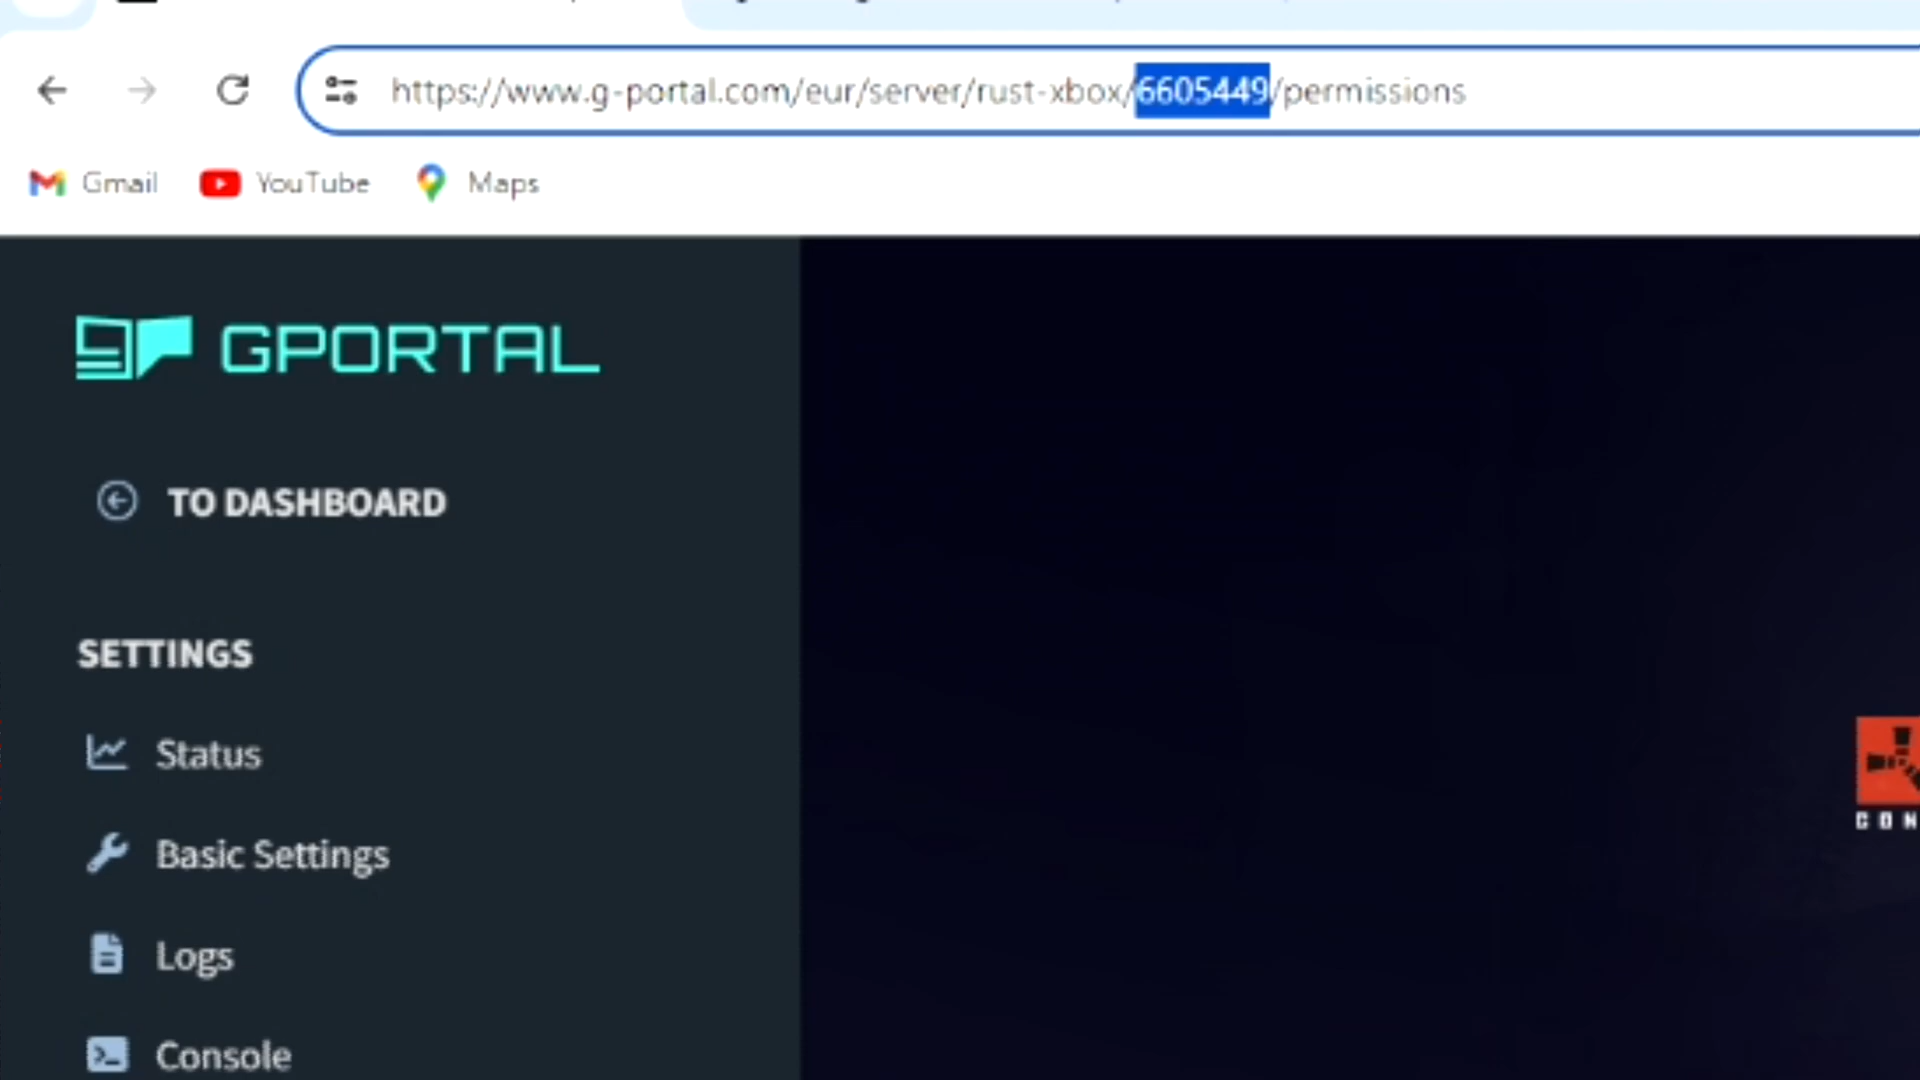 https://www.g-portal.com/eur/server/rust-xbox/6605449/permissions
Gmail YouTube Maps
GPORTAL
TO DASHBOARD
SETTINGS
Status
Basic Settings
Logs
Console